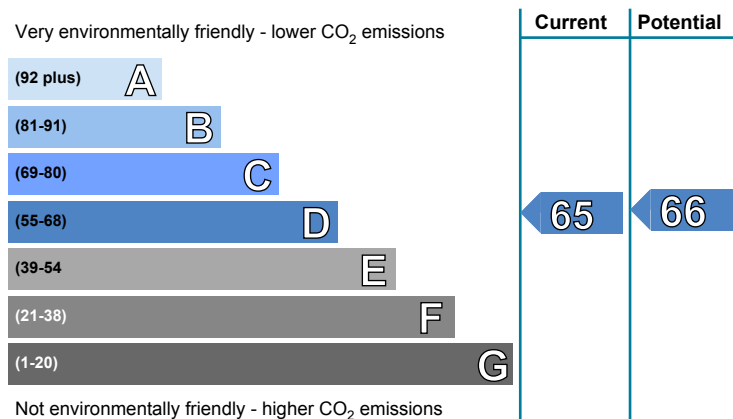 Very environmentally friendly - lower CO2 emissions
Current
Potential
(92 plus) A
(81-91) B
(69-80) C
(55-68) D
65
66
(39-54 E
(21-38) F
(1-20) G
Not environmentally friendly - higher CO2 emissions